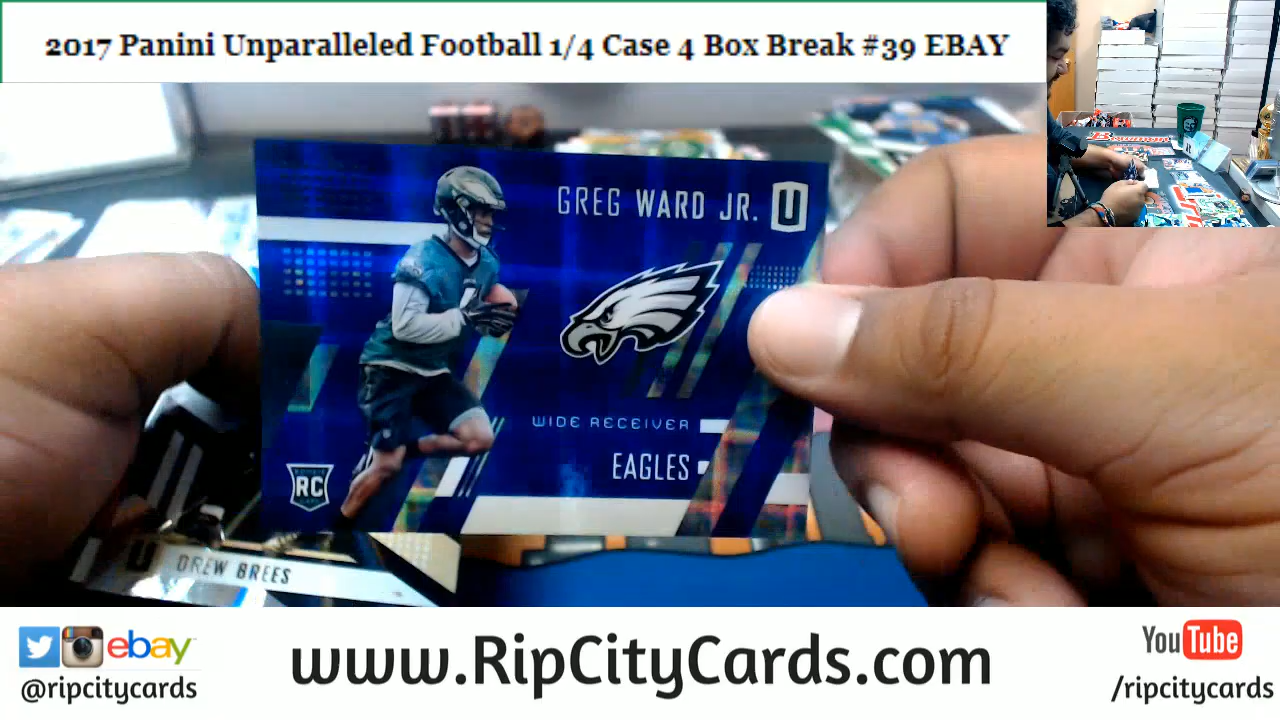 2017 Panini Unparalleled Football 1/4 Case 4 Box Break #39 EBAY
GREG WARD JR. U
WIDE RECEIVER
EAGLES
RC
U DREW BREES
ebay
@ripcitycards
www.RipCityCards.com
YouTube
/ripcitycards